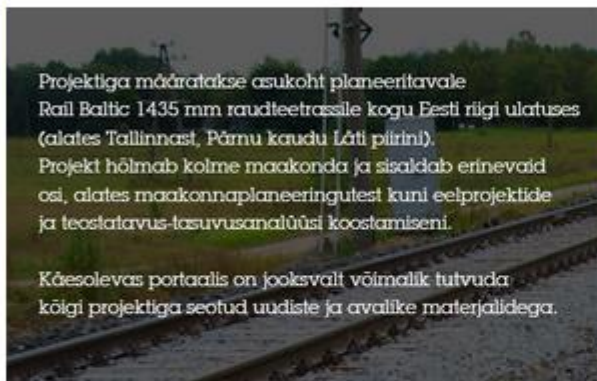 Projektiga määratakse asukoht planeeritavale
Rail Baltic 1435 mm raudteetrassile kogu Eesti riigi ulatuses
(alates Tallinnast, Pärnu kaudu Läti piirini).
Projekt hõlmab kolme maakonda ja sisaldab erinevaid
osi, alates maakonnaplaneeringutest kuni eelprojektide
ja teostatavus-tasuvusanalüüsi koostamiseni.
Käesolevas portaalis on jooksvalt võimalik tutvuda
kõigi projektiga seotud uudiste ja avalike materjalidega.